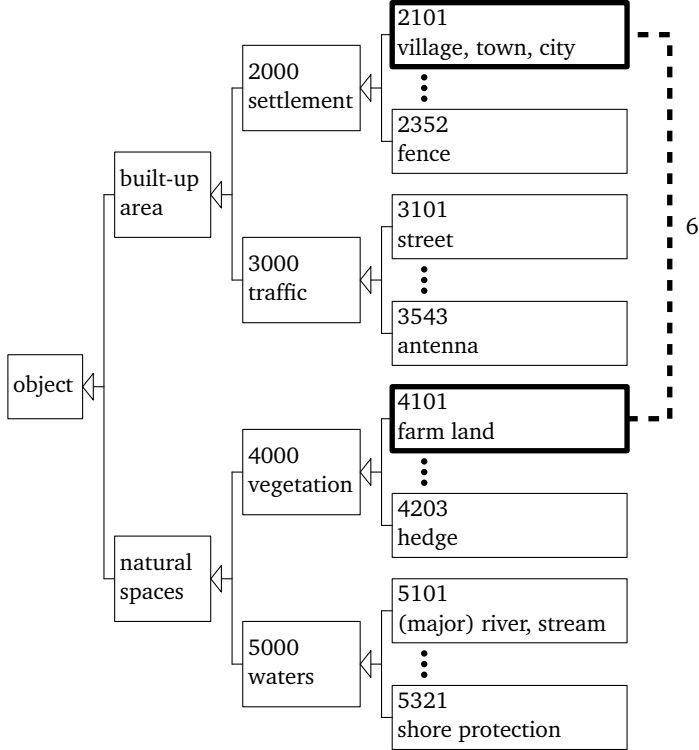 object
built-up
area
natural
spaces
2000
settlement
3000
traffic
4000
vegetation
5000
waters
2101
village, town, city
2352
fence
3101
street
3543
antenna
4101
farm land
4203
hedge
5101
(major) river, stream
5321
shore protection
6